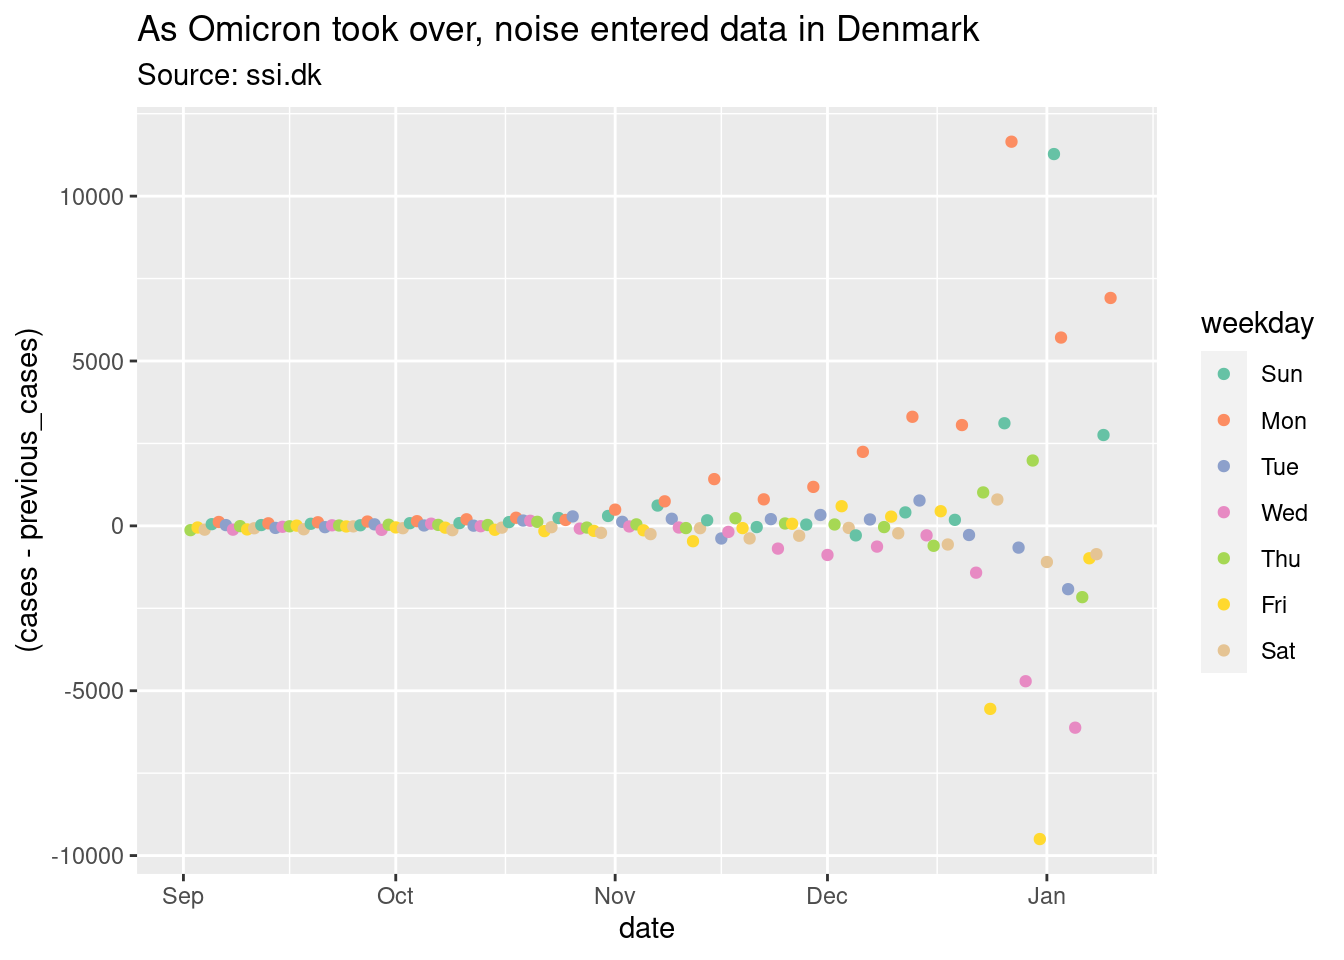 As Omicron took over, noise entered data in Denmark
Source: ssi.dk
(cases - previous_cases)
10000
5000
0
-5000
-10000
Sep
Oct
Nov
Dec
Jan
date
weekday
Sun
Mon
Tue
Wed
Thu
Fri
Sat